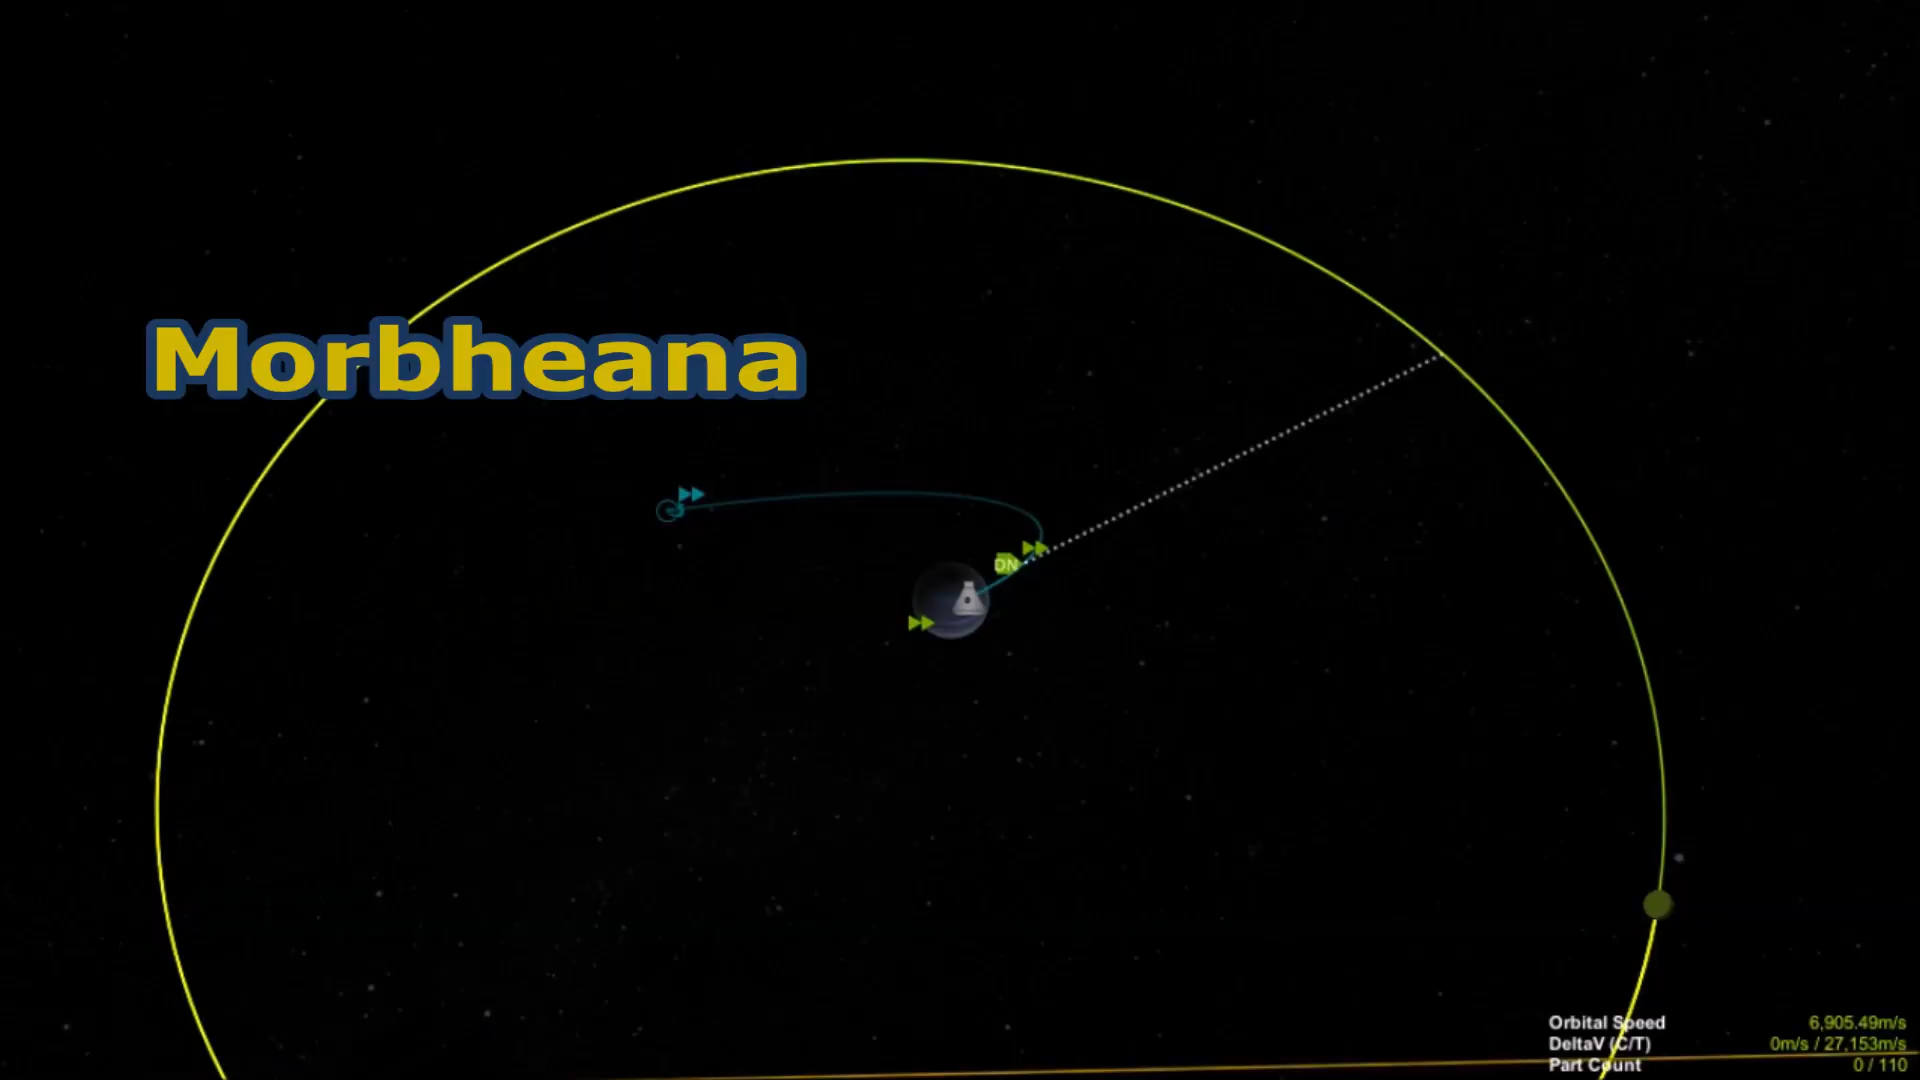 Morbheana
DN
Orbital Speed 6,905.49m/s
DeltaV (C/T) 0m/s / 27,153m/s
Part Count 0 / 110